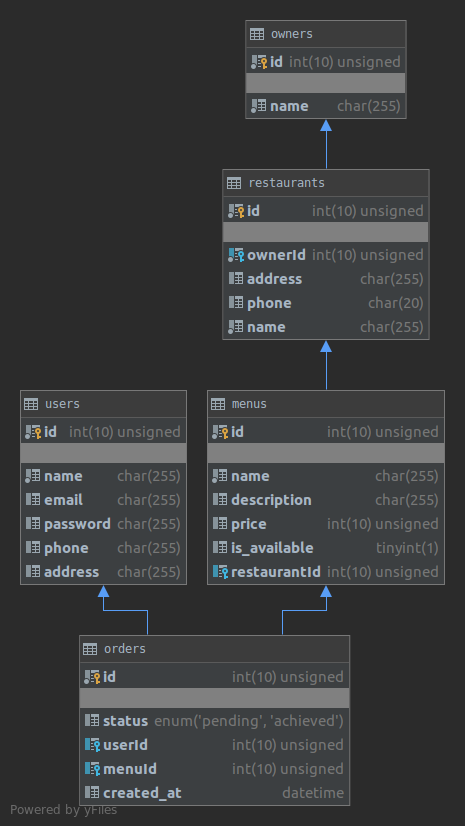 owners
id int(10) unsigned
name char(255)
restaurants
id int(10) unsigned
ownerId int(10) unsigned
address char(255)
phone char(20)
name char(255)
users
id int(10) unsigned
name char(255)
email char(255)
password char(255)
phone char(255)
address char(255)
menus
id int(10) unsigned
name char(255)
description char(255)
price int(10) unsigned
is_available tinyint(1)
restaurantId int(10) unsigned
orders
id int(10) unsigned
status enum('pending', 'achieved')
userId int(10) unsigned
menuId int(10) unsigned
created_at datetime
Powered by yFiles